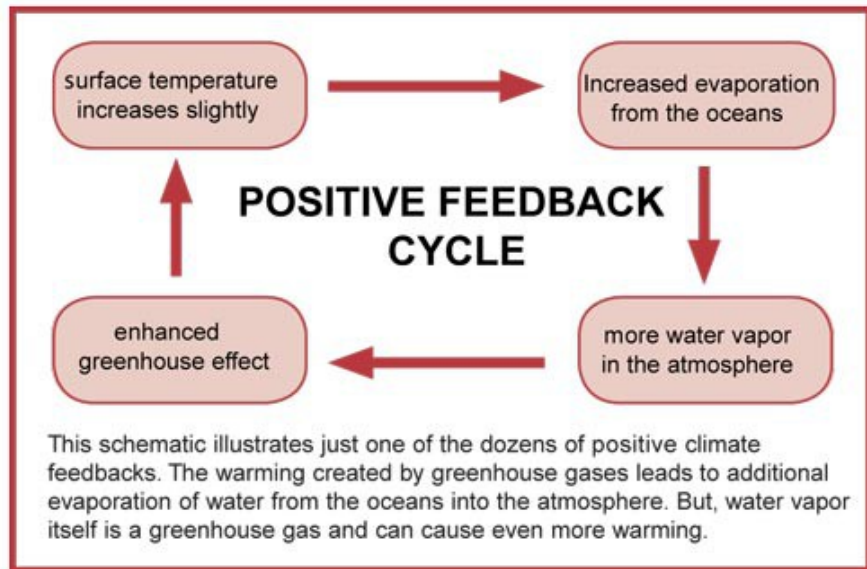 surface temperature
increases slightly
Increased evaporation
from the oceans
POSITIVE FEEDBACK
CYCLE
enhanced
greenhouse effect
more water vapor
in the atmosphere
This schematic illustrates just one of the dozens of positive climate
feedbacks. The warming created by greenhouse gases leads to additional
evaporation of water from the oceans into the atmosphere. But, water vapor
itself is a greenhouse gas and can cause even more warming.